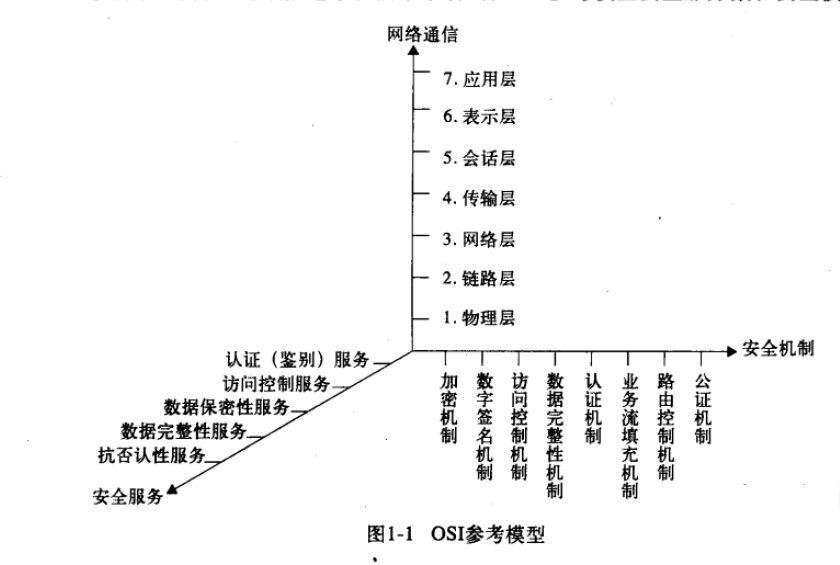 网络通信
7.应用层
6.表示层
5.会话层
4.传输层
3.网络层
2.链路层
1.物理层
安全机制
加密机制
数字签名机制
访问控制机制
数据完整性机制
认证机制
业务流填充机制
路由控制机制
公证机制
认证（鉴别）服务
访问控制服务
数据保密性服务
数据完整性服务
抗否认性服务
安全服务
图1-1 OSI参考模型